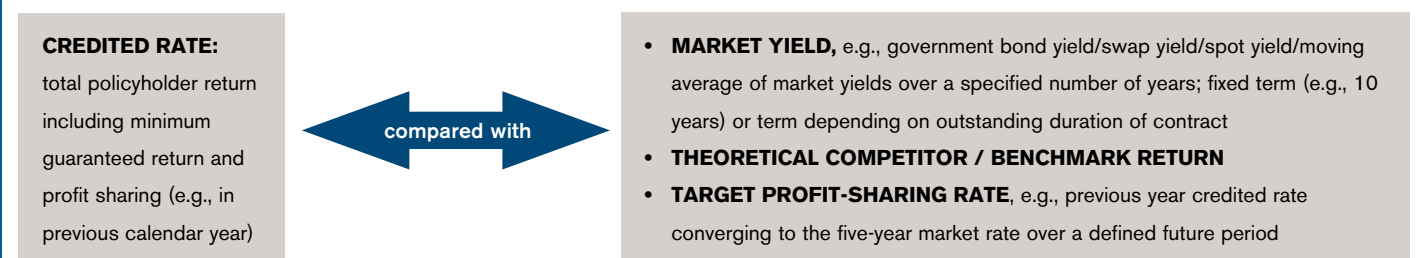 CREDITED RATE:
total policyholder return
including minimum
guaranteed return and
profit sharing (e.g., in
previous calendar year)
compared with
• MARKET YIELD, e.g., government bond yield/swap yield/spot yield/moving
average of market yields over a specified number of years; fixed term (e.g., 10
years) or term depending on outstanding duration of contract
• THEORETICAL COMPETITOR / BENCHMARK RETURN
• TARGET PROFIT-SHARING RATE, e.g., previous year credited rate
converging to the five-year market rate over a defined future period